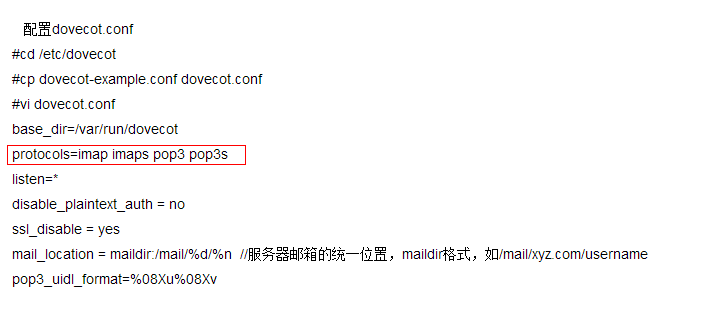 配置dovecot.conf
#cd /etc/dovecot
#cp dovecot-example.conf dovecot.conf
#vi dovecot.conf
base_dir=/var/run/dovecot
protocols=imap imaps pop3 pop3s
listen=*
disable_plaintext_auth = no
ssl_disable = yes
mail_location = maildir:/mail/%d/%n  //服务器邮箱的统一位置，maildir格式，如/mail/xyz.com/username
pop3_uidl_format=%08Xu%08Xv